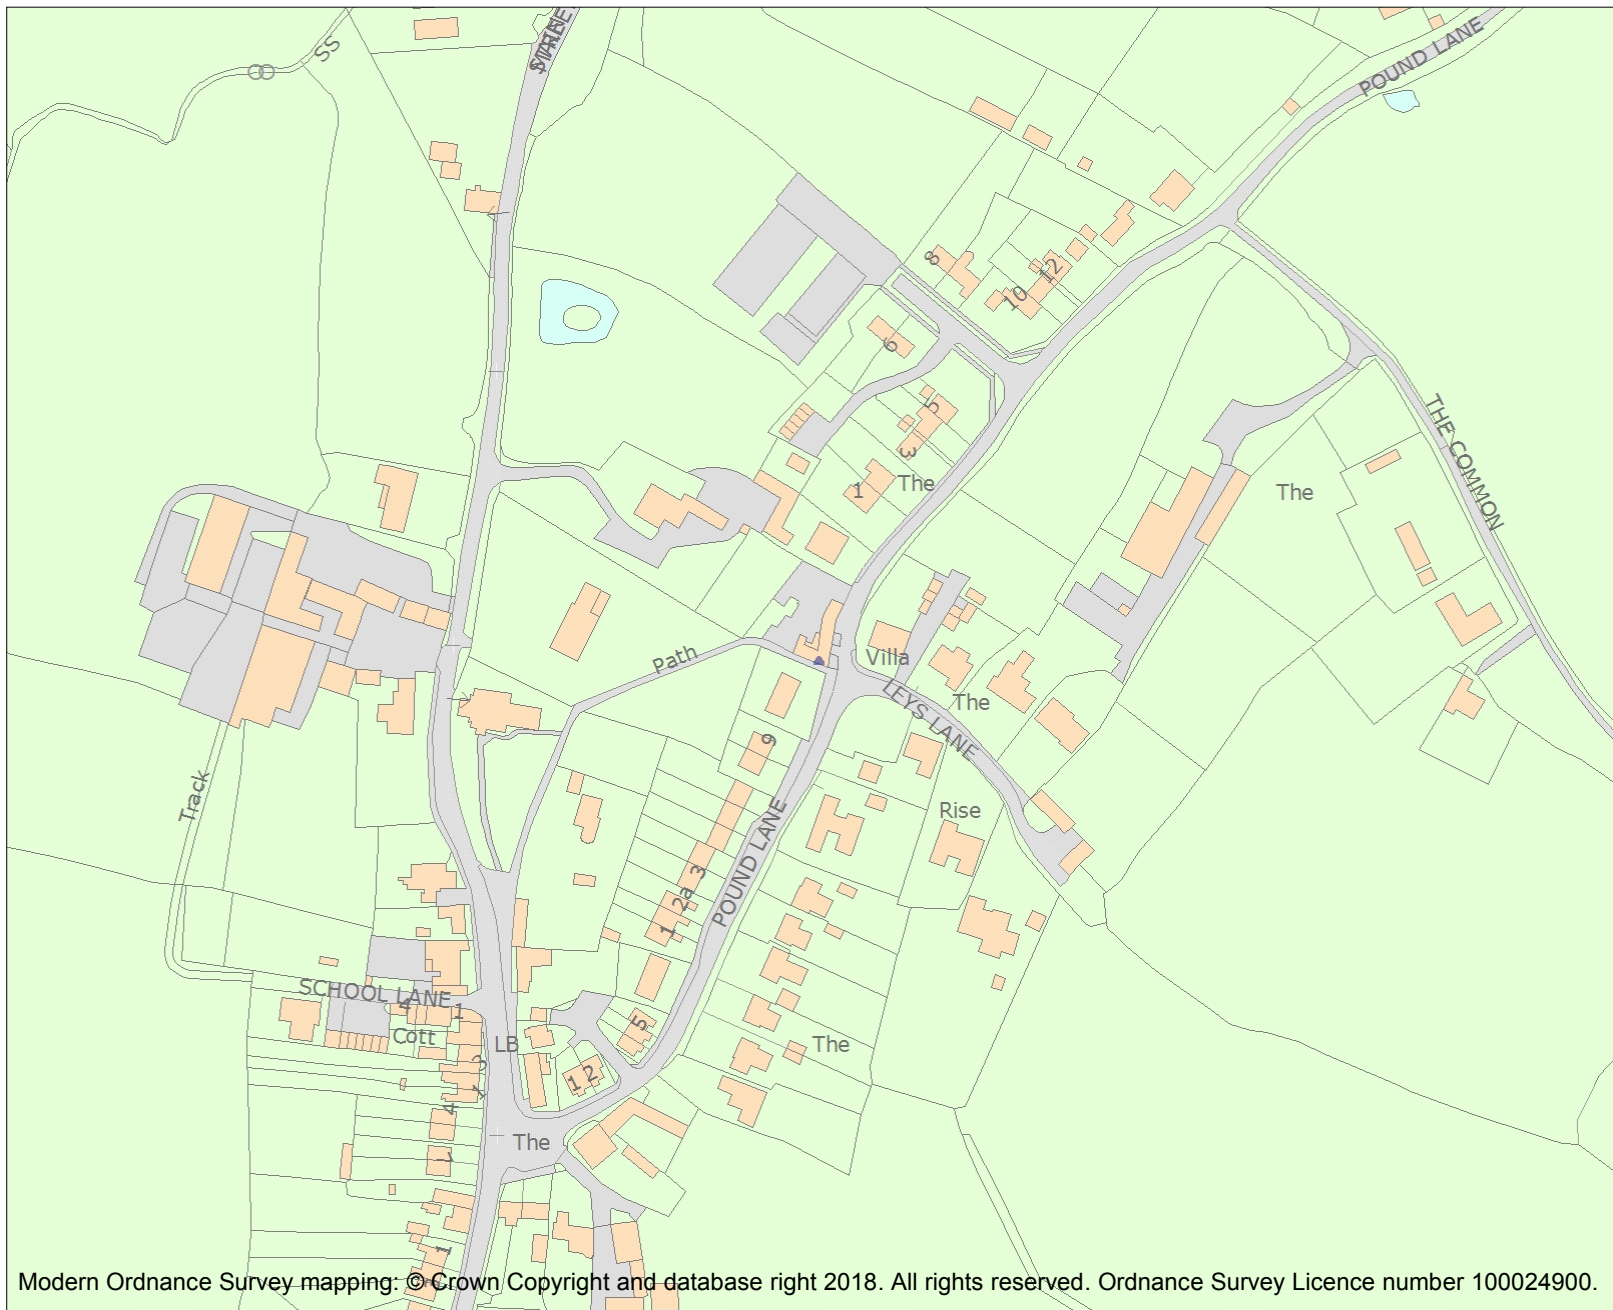 SS
POUND LANE
8
12
10
6
5
3
1
The
The
THE COMMON
Path
Villa
The
LEYS LANE
9
Rise
Track
3
2a
1
POUND LANE
SCHOOL LANE
4
1
Cott
LB
5
The
3
1
1 2
4
The
1
Modern Ordnance Survey mapping: © Crown Copyright and database right 2018. All rights reserved. Ordnance Survey Licence number 100024900.